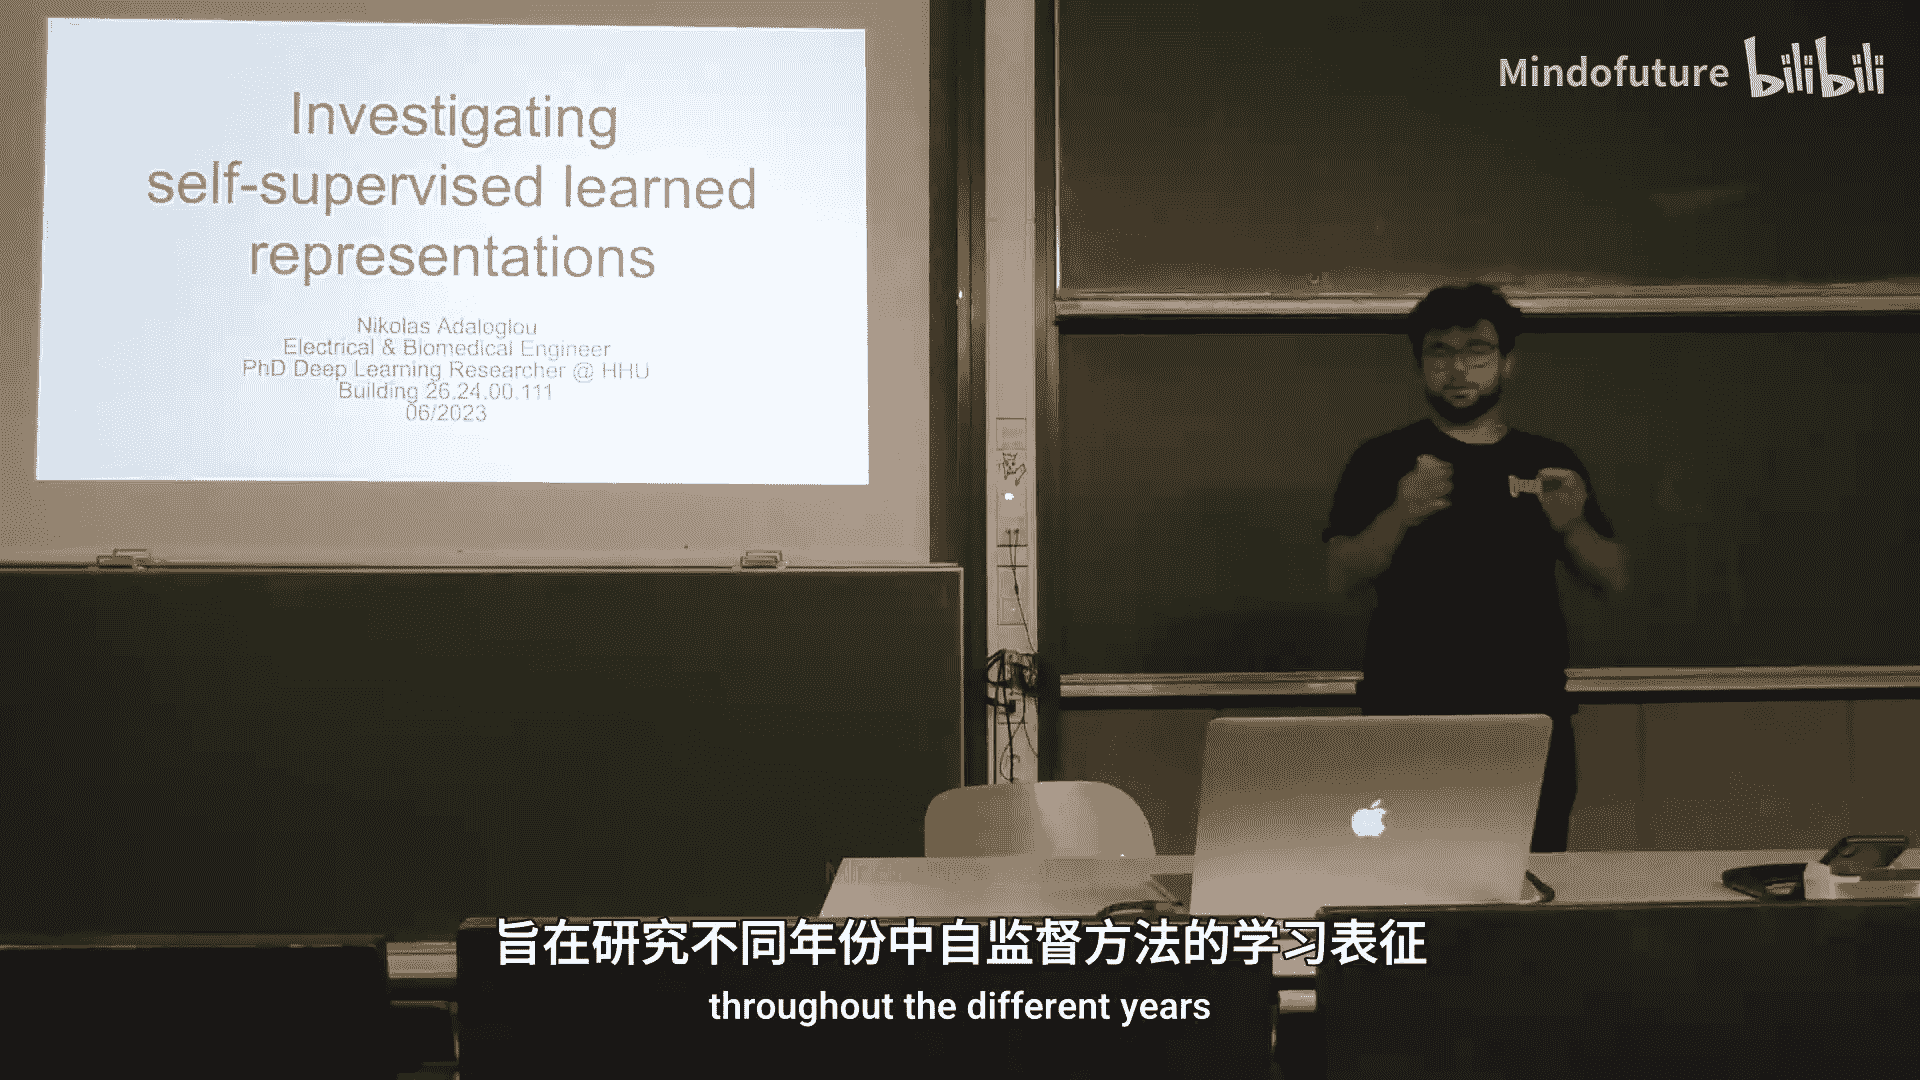 Investigating
self-supervised learned
representations
Nikolas Adaloglou
Electrical & Biomedical Engineer
PhD Deep Learning Researcher @ HHU
Building 26.24.00.111
06/2023
Mindofuture bilibili
旨在研究不同年份中自监督方法的学习表征
throughout the different years